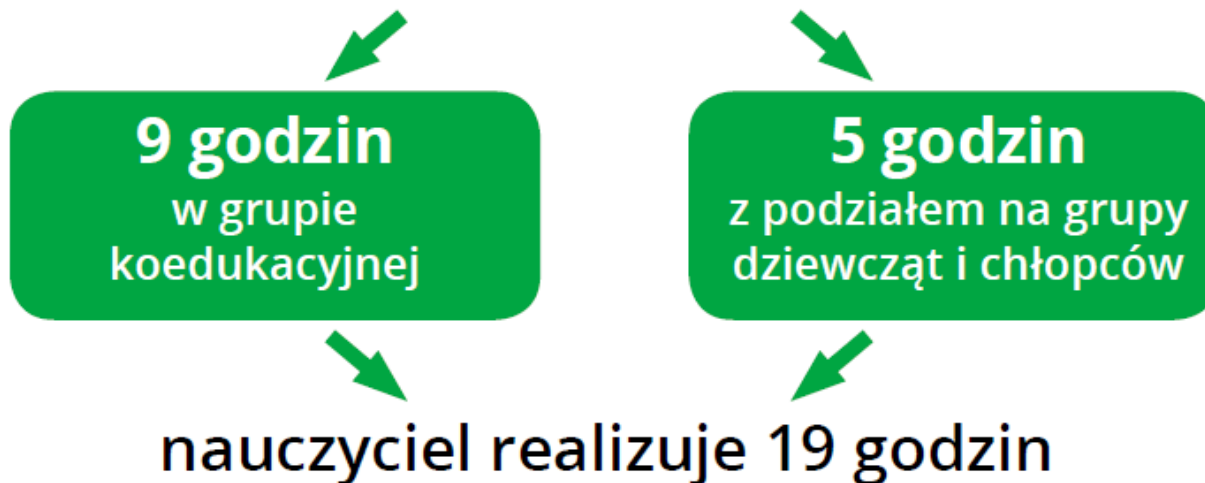 9 godzin
w grupie
koedukacyjnej
5 godzin
z podziałem na grupy
dziewcząt i chłopców
nauczyciel realizuje 19 godzin